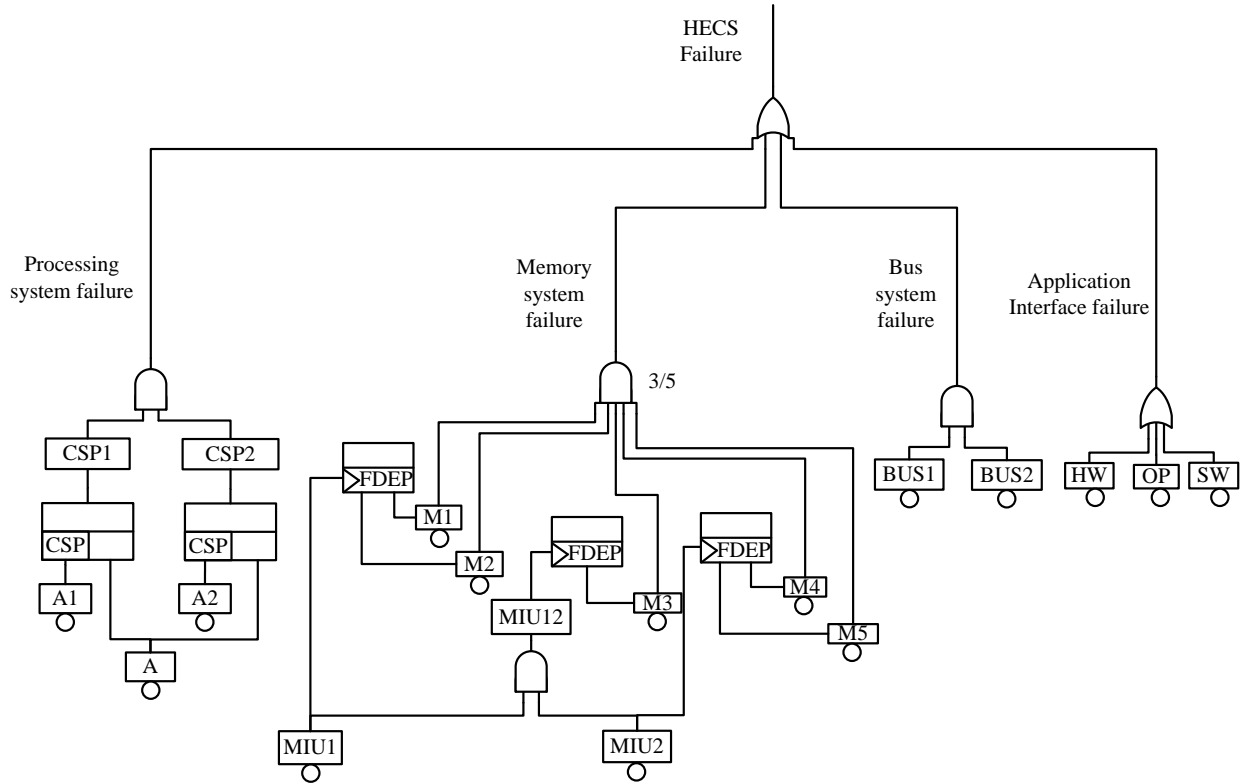 HECS
Failure
Processing
system failure
Memory
system
failure
Bus
system
failure
Application
Interface failure
3/5
CSP1
CSP2
FDEP
BUS1
BUS2
HW
OP
SW
M1
CSP
CSP
FDEP
FDEP
M2
A1
A2
M4
M3
MIU12
M5
A
MIU1
MIU2